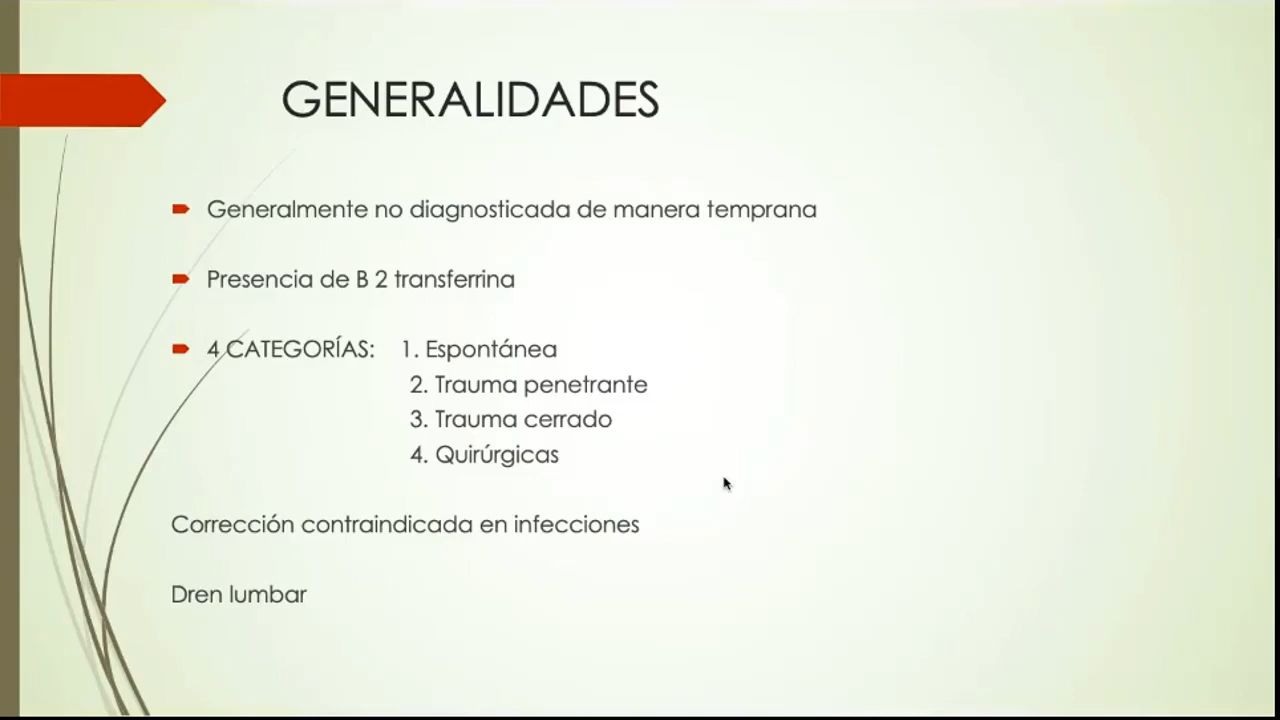 GENERALIDADES
Generalmente no diagnosticada de manera temprana
Presencia de B 2 transferrina
4 CATEGORÍAS: 1. Espontánea
2. Trauma penetrante
3. Trauma cerrado
4. Quirúrgicas
Corrección contraindicada en infecciones
Dren lumbar